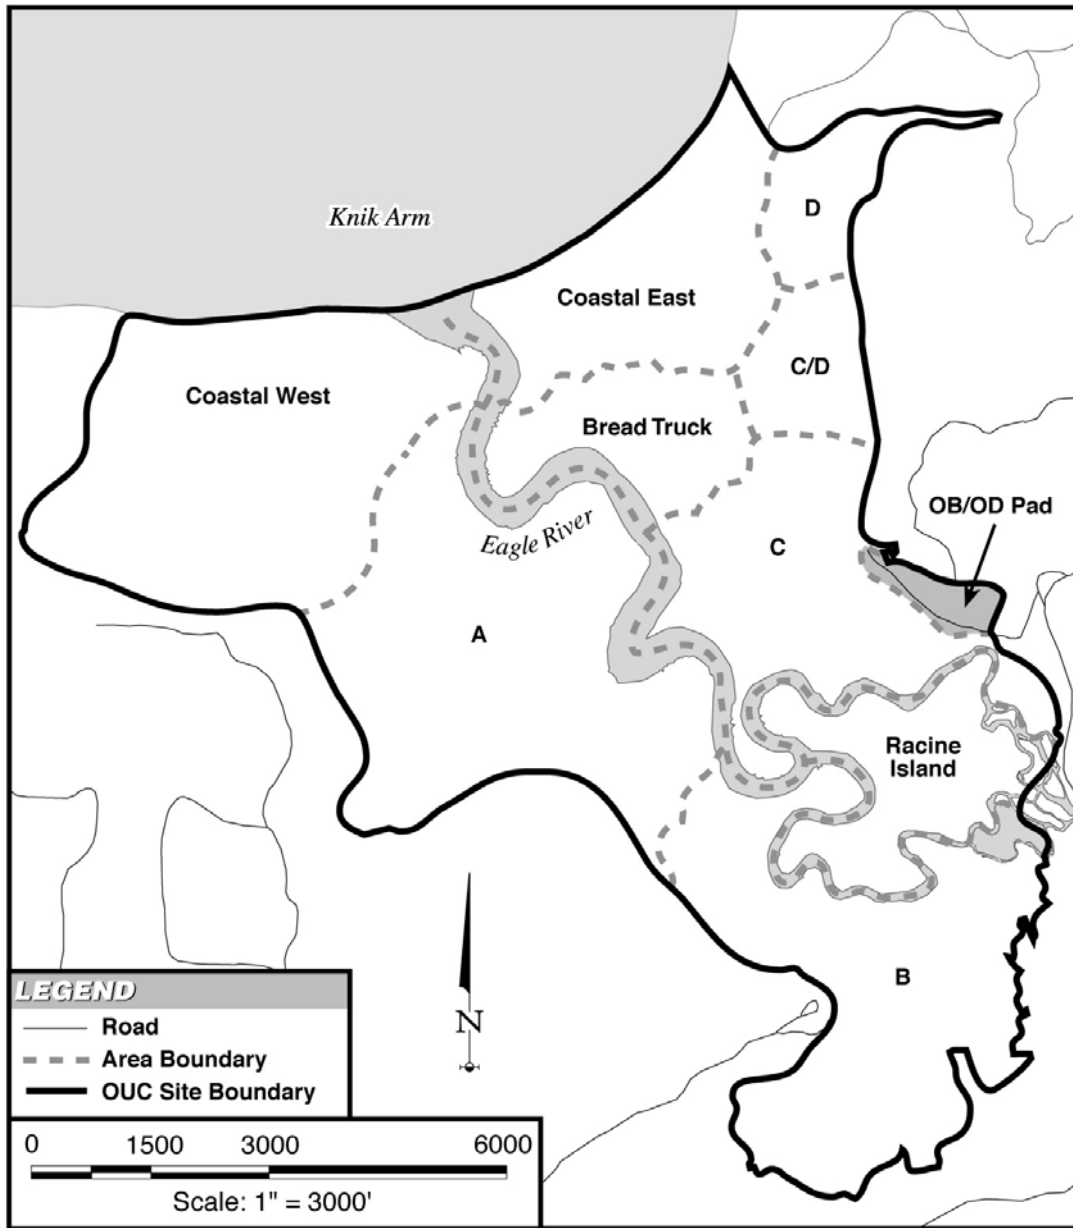 Knik Arm
D
Coastal East
C/D
Coastal West
Bread Truck
OB/OD Pad
Eagle River
C
A
Racine
Island
B
N
LEGEND
Road
Area Boundary
OUC Site Boundary
0 1500 3000 6000
Scale: 1" = 3000'